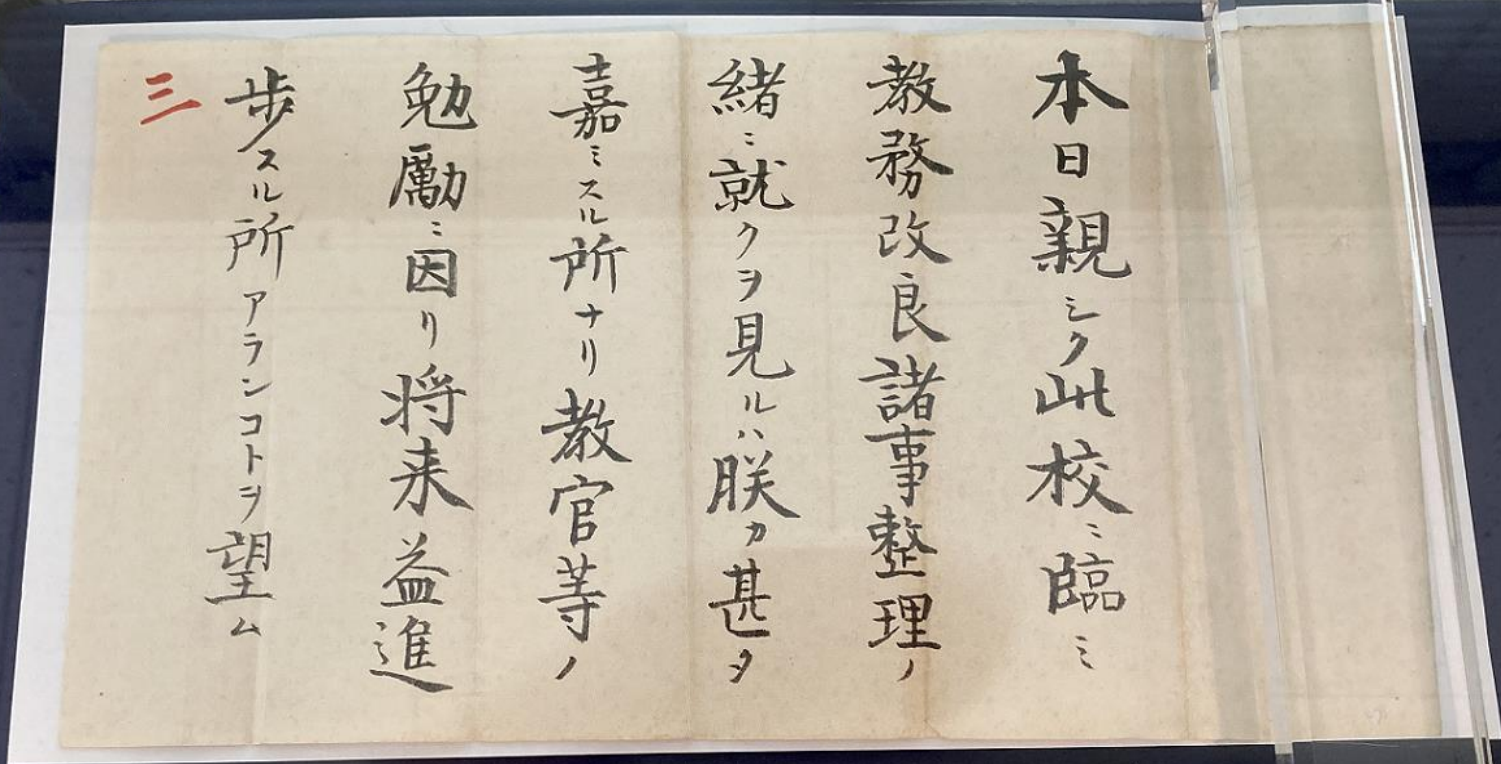 本日親シク此校ニ臨ミ
教務改良諸事整理ノ
緒ニ就クヲ見ルハ朕カ甚タ
嘉ミスル所ナリ教官等ノ
勉励ニ因リ将来益進
歩スル所アランコトヲ望ム
三